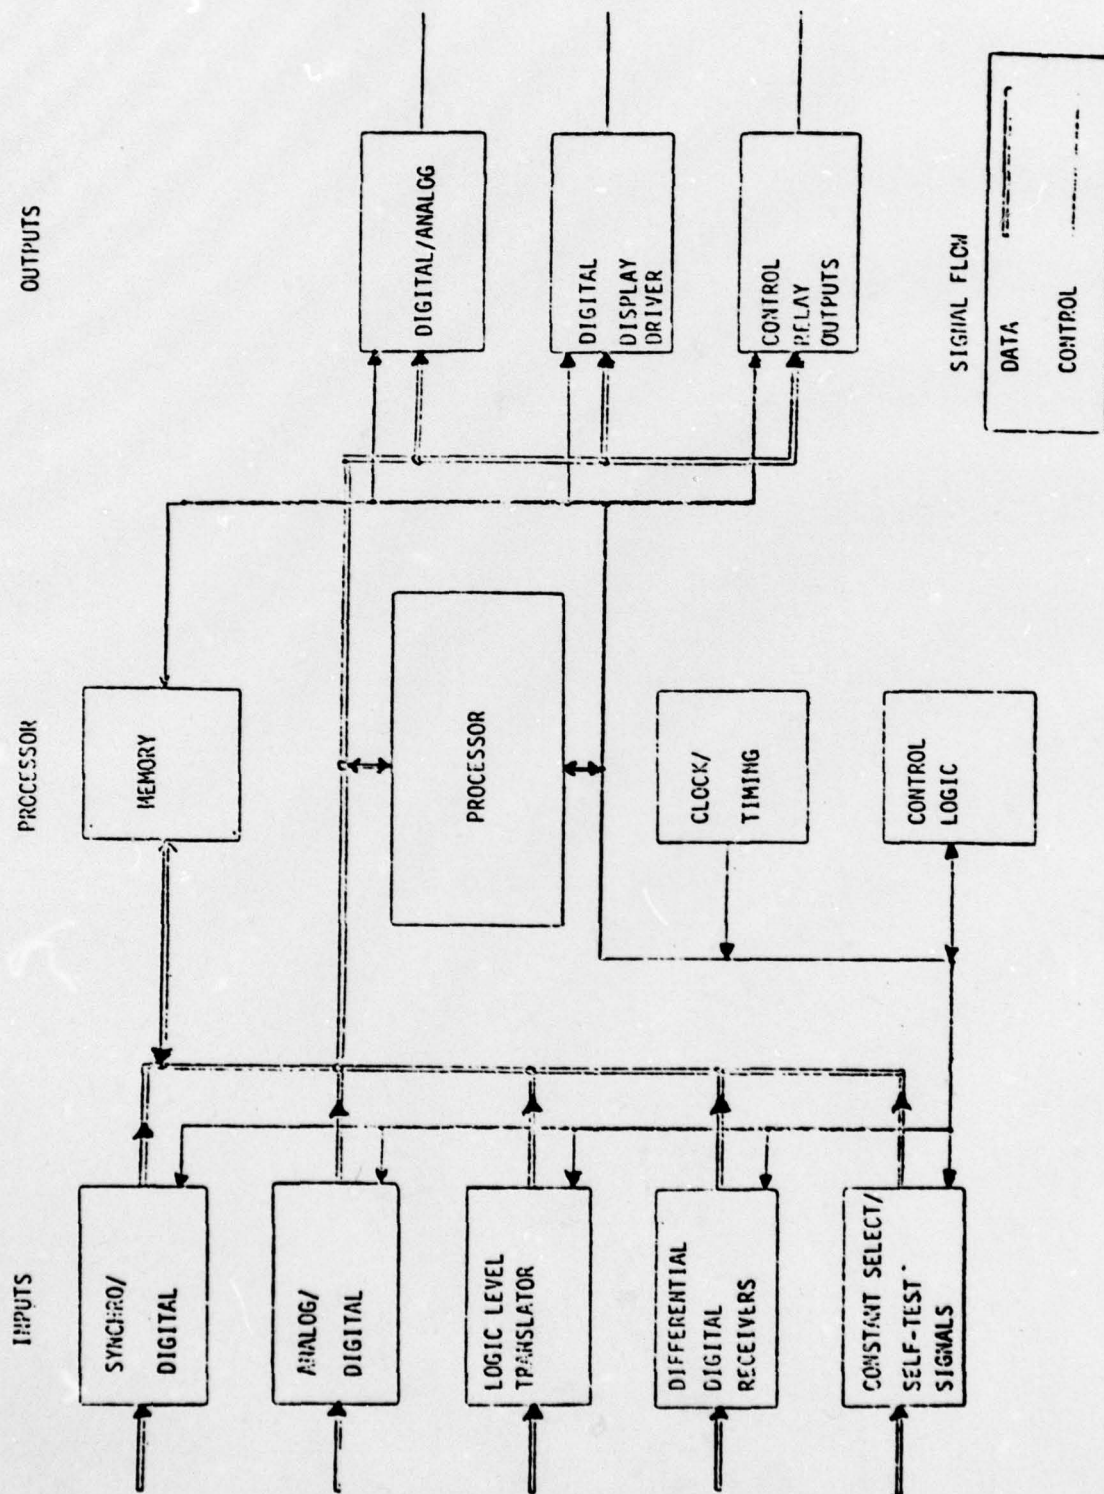 INPUTS
PROCESSOR
OUTPUTS
SYNCHRO/
DIGITAL
ANALOG/
DIGITAL
LOGIC LEVEL
TRANSLATOR
DIFFERENTIAL
DIGITAL
RECEIVERS
CONSTANT SELECT/
SELF-TEST
SIGNALS
MEMORY
PROCESSOR
CLOCK/
TIMING
CONTROL
LOGIC
DIGITAL/ANALOG
DIGITAL
DISPLAY
DRIVER
CONTROL
RELAY
OUTPUTS
SIGNAL FLOW
DATA
CONTROL